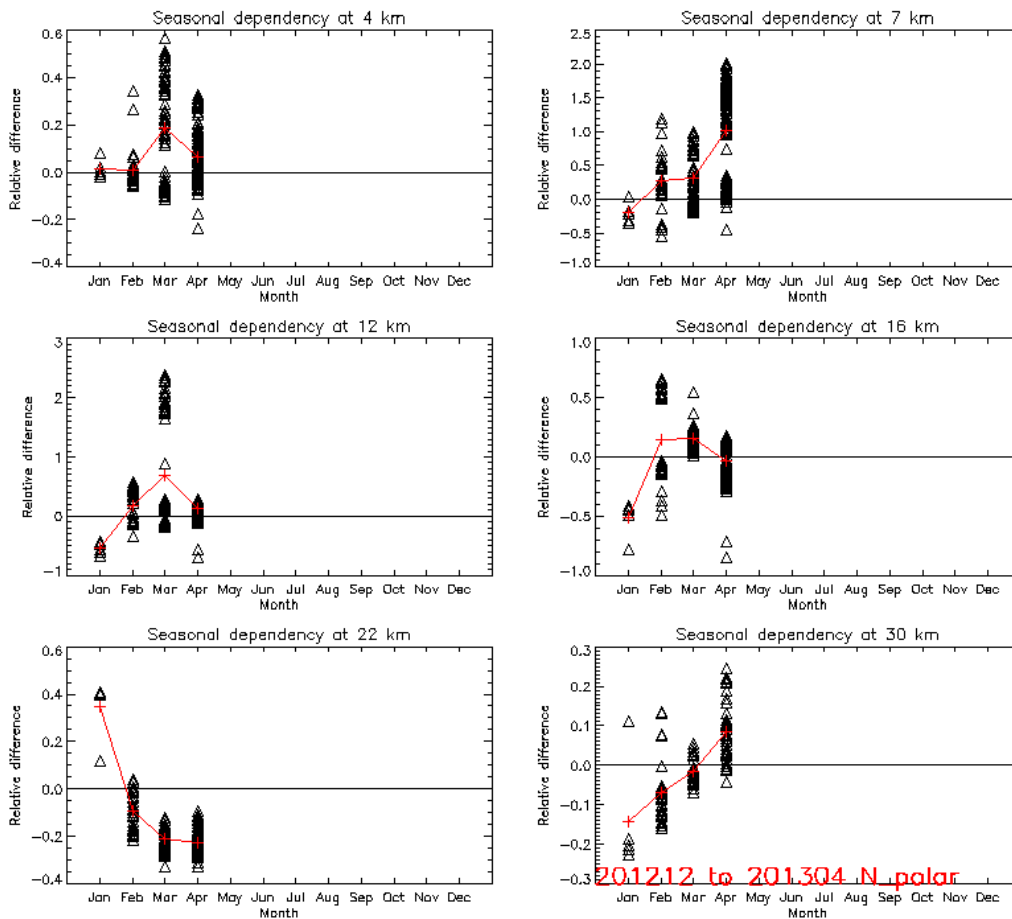 Seasonal dependency at 4 km
Relative difference
0.6
0.4
0.2
0.0
−0.2
−0.4
Jan Feb Mar Apr May Jun Jul Aug Sep Oct Nov Dec
Month
Seasonal dependency at 7 km
Relative difference
2.5
2.0
1.5
1.0
0.5
0.0
−0.5
−1.0
Jan Feb Mar Apr May Jun Jul Aug Sep Oct Nov Dec
Month
Seasonal dependency at 12 km
Relative difference
3
2
1
0
−1
Jan Feb Mar Apr May Jun Jul Aug Sep Oct Nov Dec
Month
Seasonal dependency at 16 km
Relative difference
1.0
0.5
0.0
−0.5
−1.0
Jan Feb Mar Apr May Jun Jul Aug Sep Oct Nov Dec
Month
Seasonal dependency at 22 km
Relative difference
0.6
0.4
0.2
0.0
−0.2
−0.4
Jan Feb Mar Apr May Jun Jul Aug Sep Oct Nov Dec
Month
Seasonal dependency at 30 km
Relative difference
0.3
0.2
0.1
0.0
−0.1
−0.2
−0.3
Jan Feb Mar Apr May Jun Jul Aug Sep Oct Nov Dec
Month
201212 to 201304 N_polar